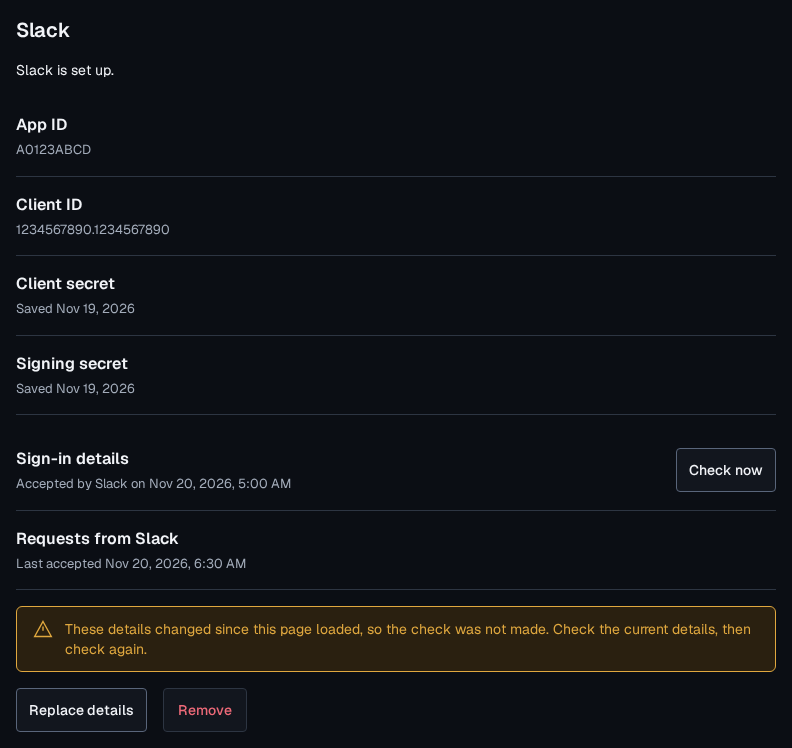 Slack
Slack is set up.
App ID
A0123ABCD
Client ID
1234567890.1234567890
Client secret
Saved Nov 19, 2026
Signing secret
Saved Nov 19, 2026
Sign-in details
Accepted by Slack on Nov 20, 2026, 5:00 AM
Check now
Requests from Slack
Last accepted Nov 20, 2026, 6:30 AM
These details changed since this page loaded, so the check was not made. Check the current details, then
check again.
Replace details
Remove